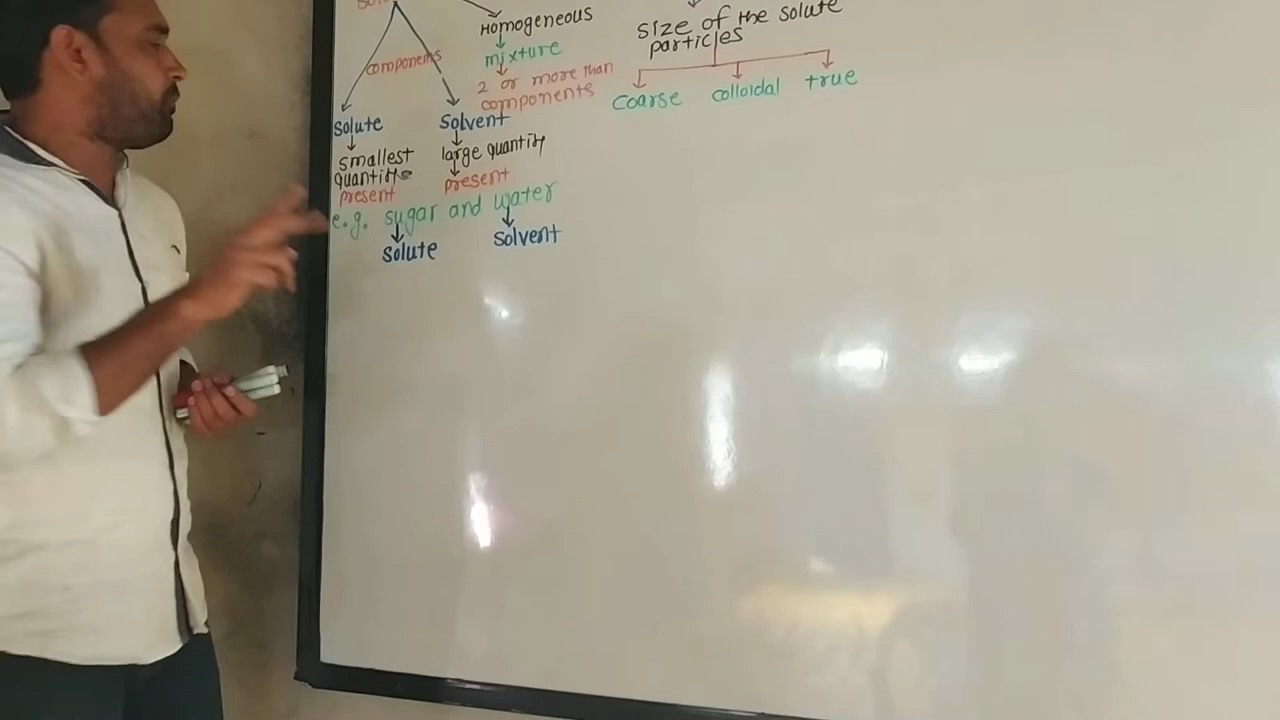 Homogeneous
mixture
2 or more than
components
components
solute
smallest
quantity
present
solvent
large quantity
present
e.g. sugar and water
solute
solvent
size of the solute
particles
coarse
colloidal
true